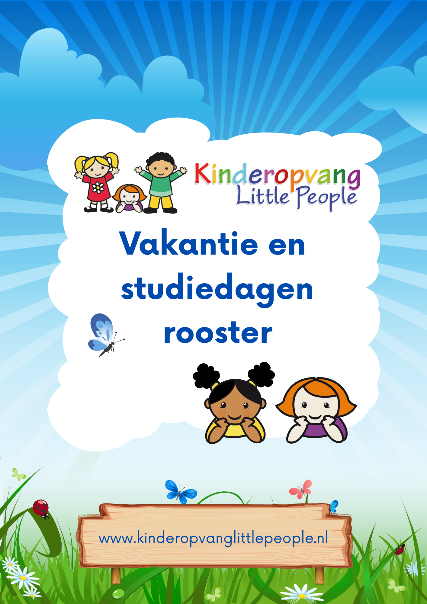 Kinderopvang
Little People
Vakantie en
studiedagen
rooster
www.kinderopvanglittlepeople.nl